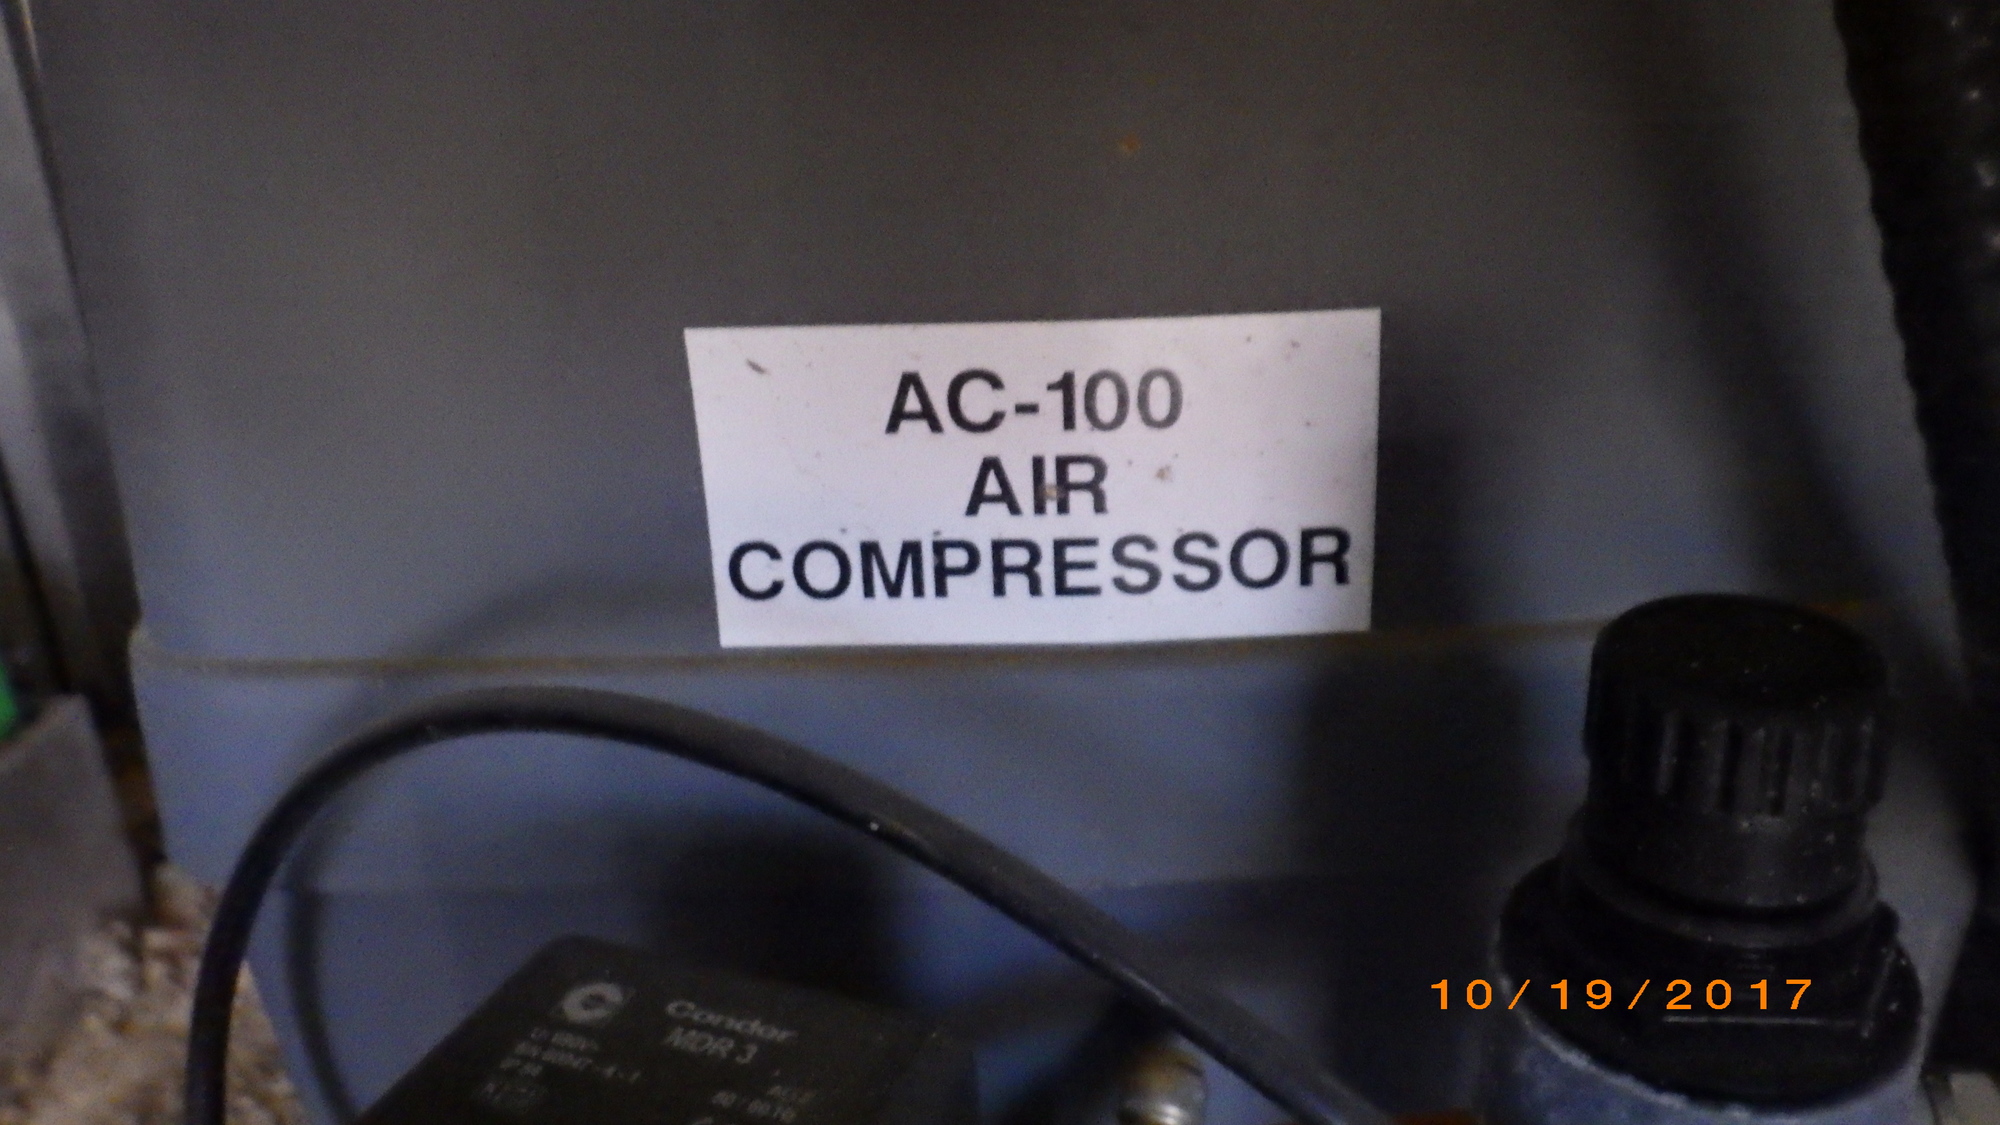 AC-100
AIR
COMPRESSOR
Condor
MDR 3
10/19/2017